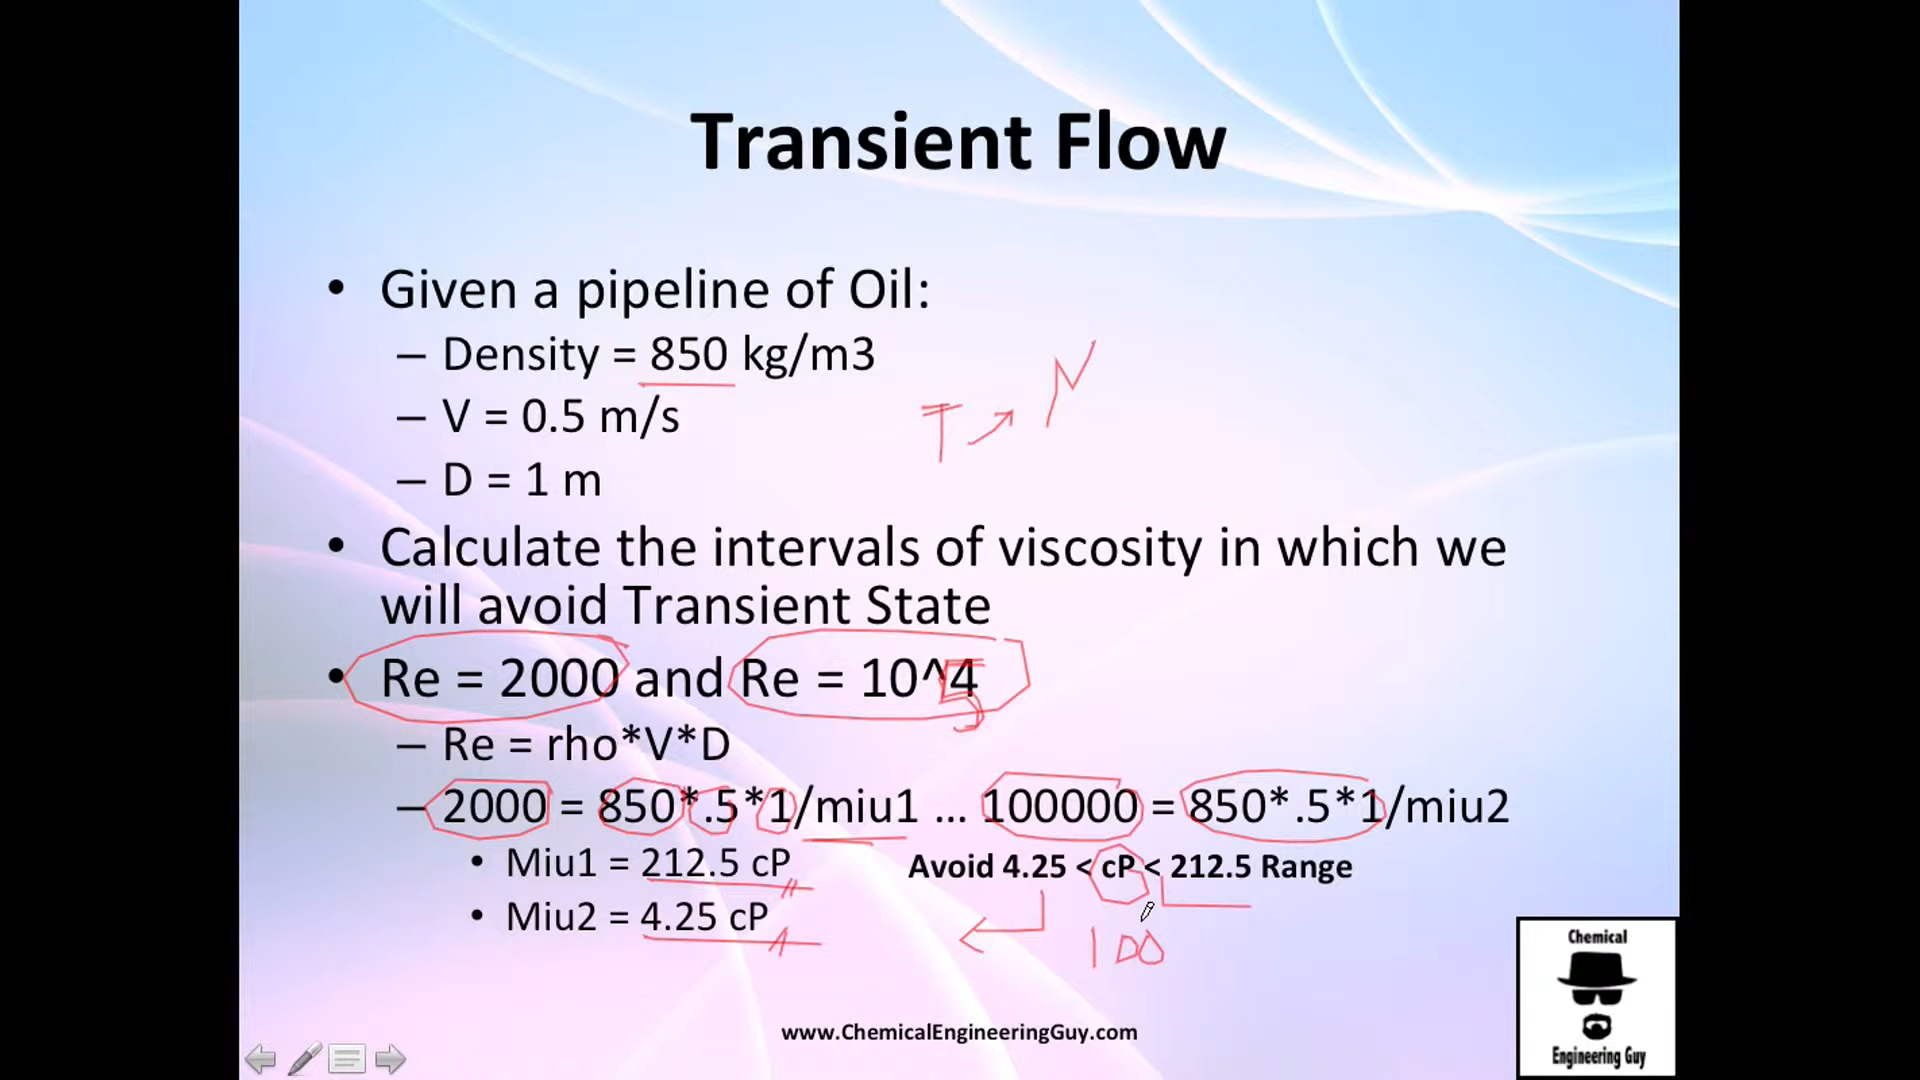 Transient Flow
• Given a pipeline of Oil:
– Density = 850 kg/m3
– V = 0.5 m/s
T → N
– D = 1 m
• Calculate the intervals of viscosity in which we
will avoid Transient State
• Re = 2000 and Re = 10^4
5
– Re = rho*V*D
– 2000 = 850*.5*1/miu1 ... 100000 = 850*.5*1/miu2
• Miu1 = 212.5 cP
Avoid 4.25 < cP < 212.5 Range
• Miu2 = 4.25 cP
100
Chemical
Engineering Guy
www.ChemicalEngineeringGuy.com